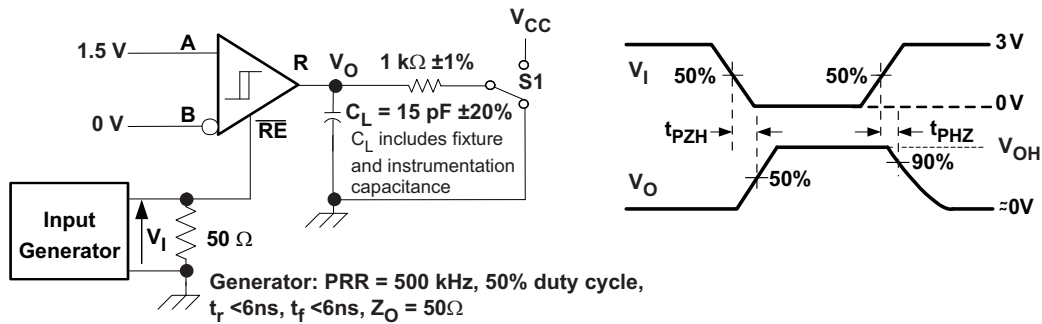 V_CC
1.5 V
A
R
V_O
1 kΩ ±1%
S1
B
0 V
R̅E̅
C_L = 15 pF ±20%
C_L includes fixture
and instrumentation
capacitance
Input
Generator
V_I
50 Ω
Generator: PRR = 500 kHz, 50% duty cycle,
t_r <6ns, t_f <6ns, Z_O = 50Ω
3 V
V_I
50%
50%
0 V
t_PZH
t_PHZ
V_OH
90%
V_O
50%
≈0V